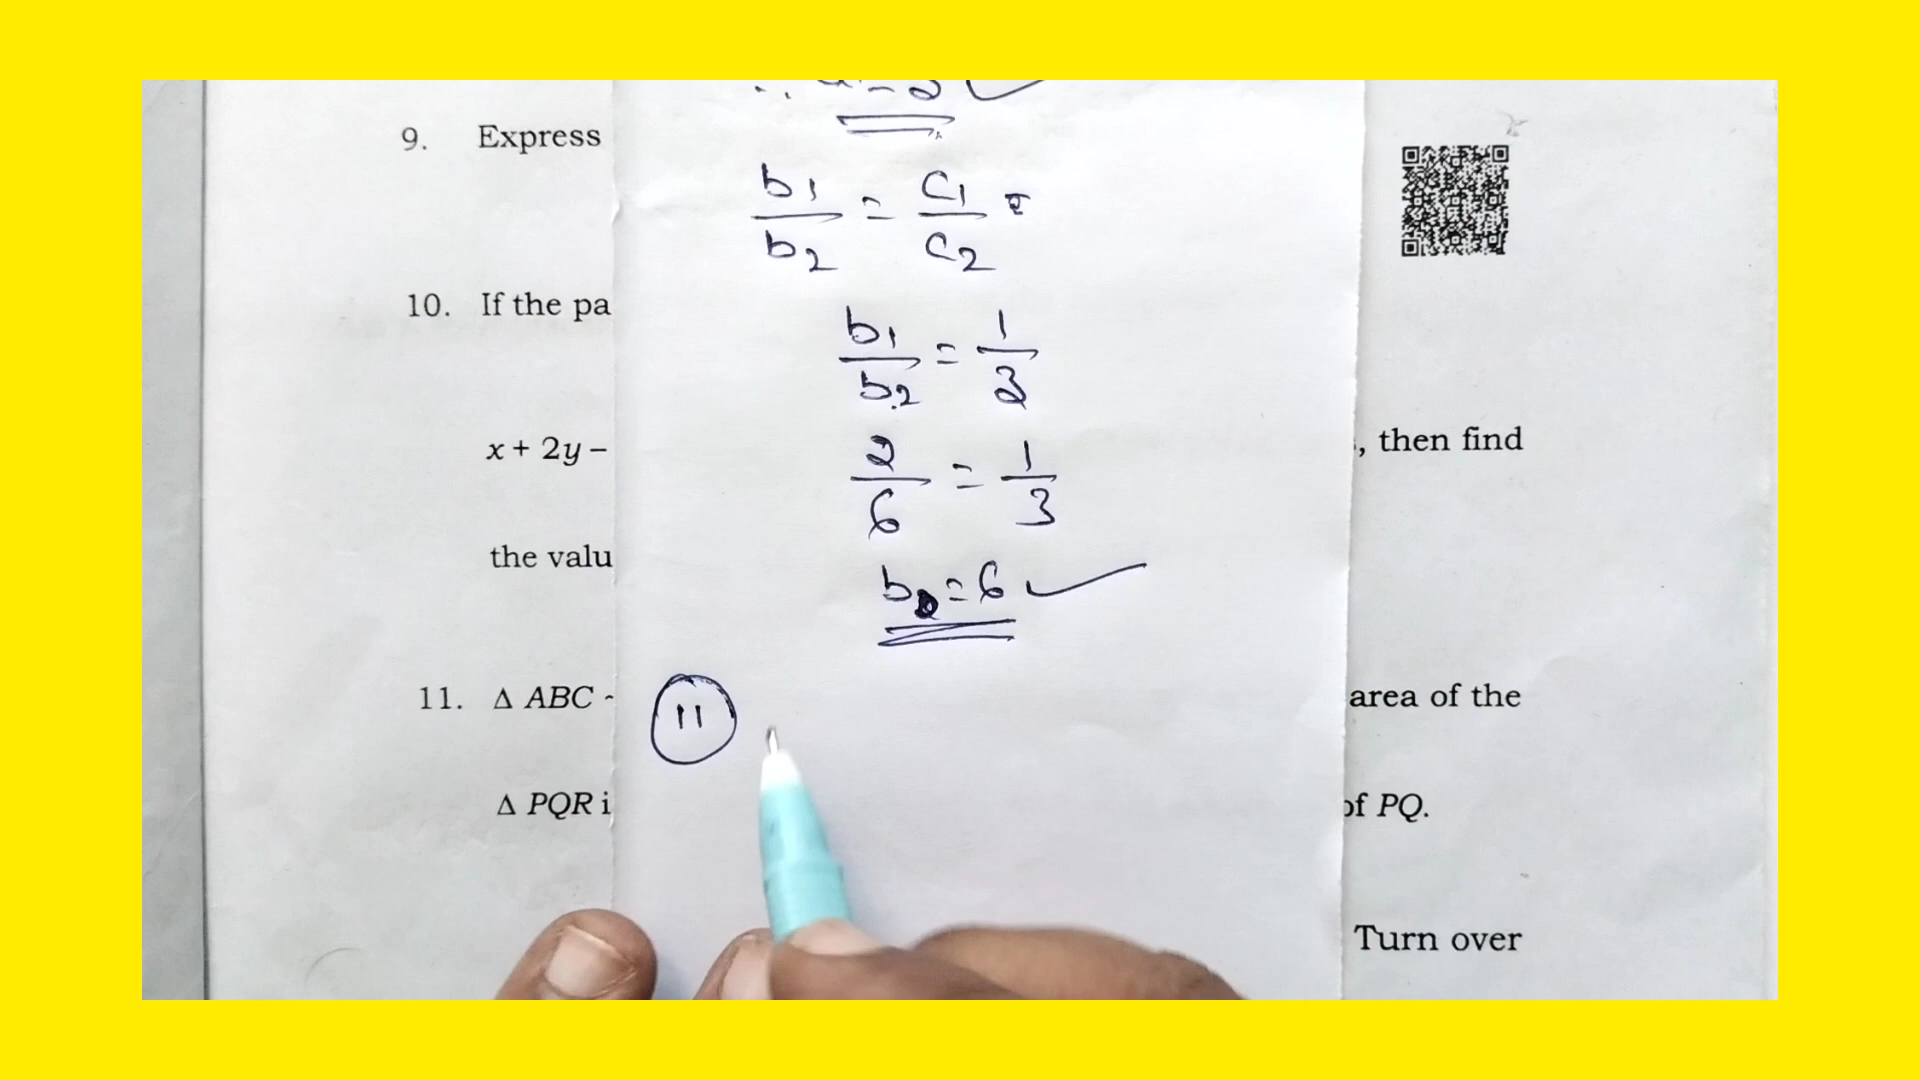 9. Express
b1/b2 = c1/c2 =
10. If the pa
b1/b2 = 1/3
x + 2y – , then find
2/6 = 1/3
the valu
b2 = 6 ✓
11. Δ ABC ~ area of the
11
Δ PQR i of PQ.
Turn over